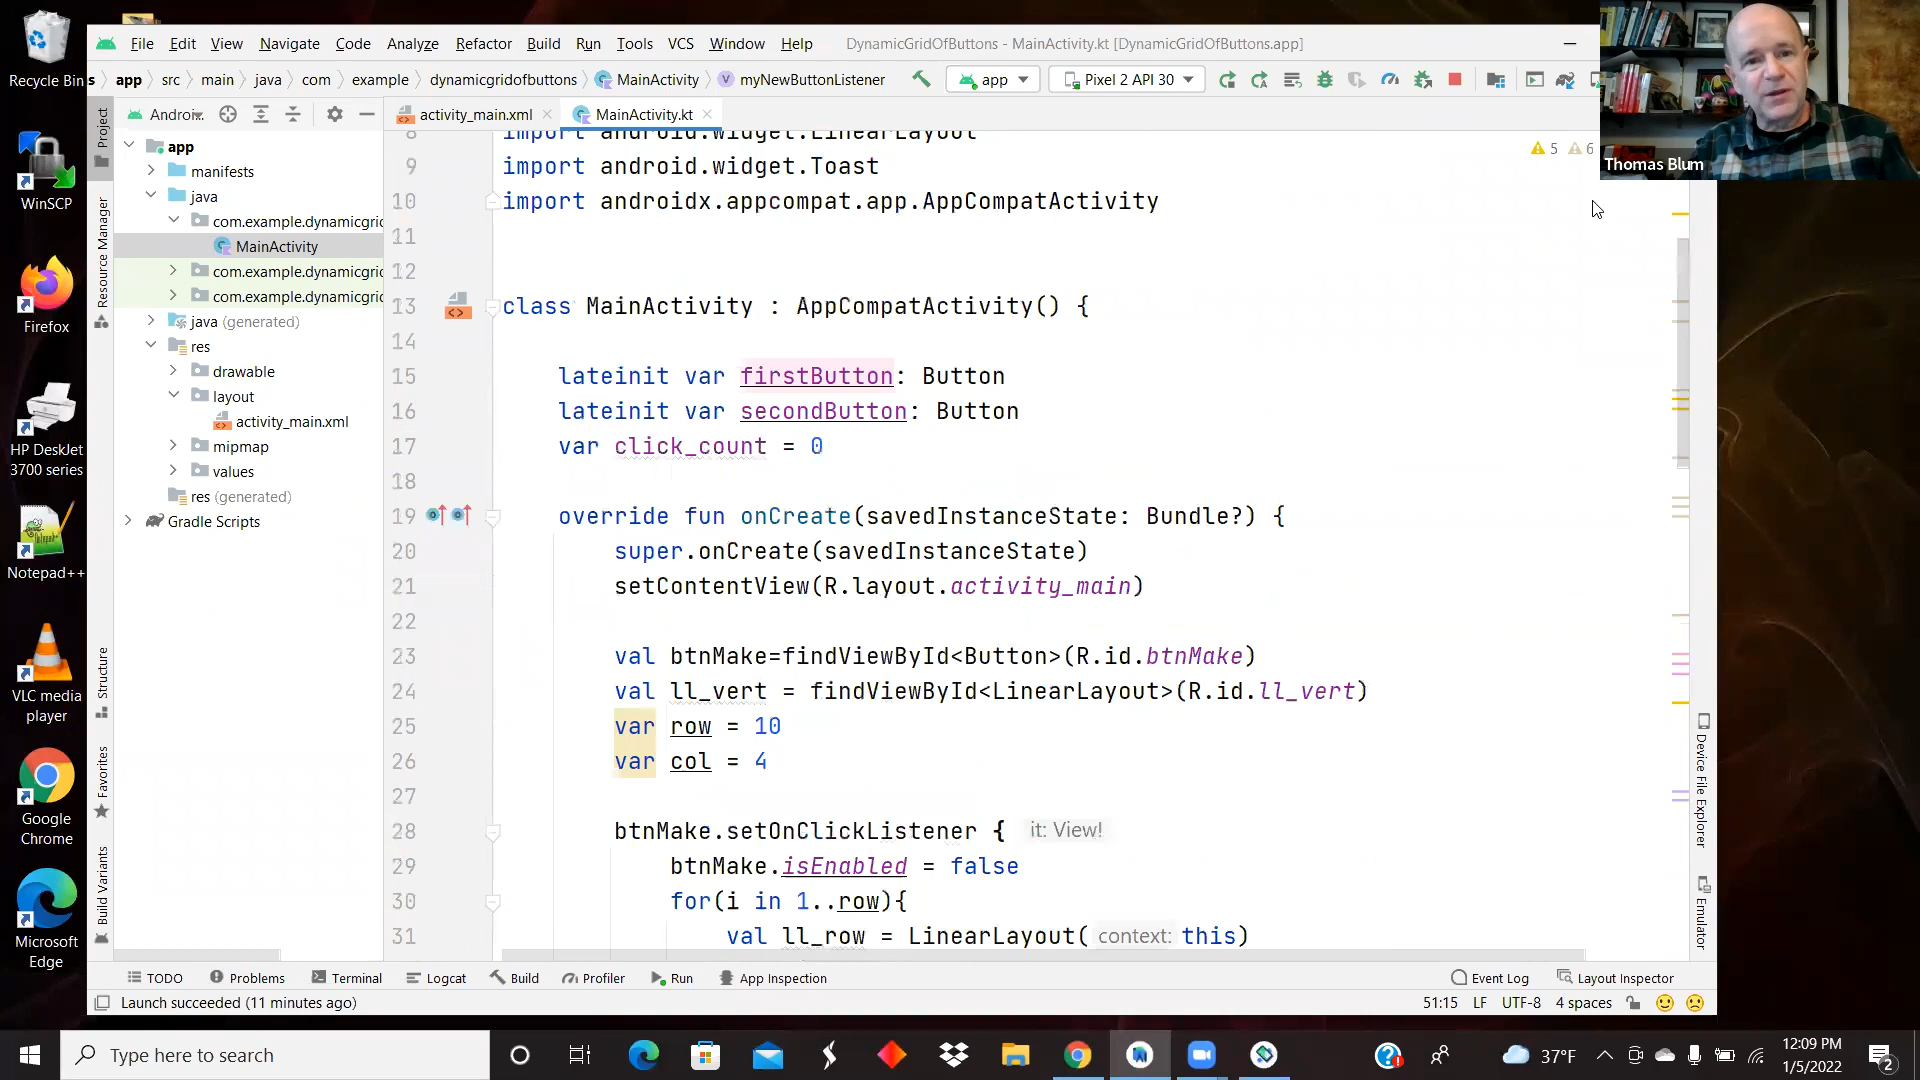 Recycle Bin
WinSCP
Firefox
HP DeskJet
3700 series
Notepad++
VLC media
player
Google
Chrome
Microsoft
Edge
File Edit View Navigate Code Analyze Refactor Build Run Tools VCS Window Help DynamicGridOfButtons - MainActivity.kt [DynamicGridOfButtons.app]
s app src main java com example dynamicgridofbuttons MainActivity myNewButtonListener app Pixel 2 API 30
Thomas Blum
Androi
activity_main.xml MainActivity.kt
Project
Resource Manager
Structure
Favorites
Build Variants
app
manifests
java
com.example.dynamicgric
MainActivity
com.example.dynamicgric
com.example.dynamicgric
java (generated)
res
drawable
layout
activity_main.xml
mipmap
values
res (generated)
Gradle Scripts
5 6
8 import android.widget.LinearLayout
9 import android.widget.Toast
10 import androidx.appcompat.app.AppCompatActivity
11
12
13 class MainActivity : AppCompatActivity() {
14
15 lateinit var firstButton: Button
16 lateinit var secondButton: Button
17 var click_count = 0
18
19 override fun onCreate(savedInstanceState: Bundle?) {
20 super.onCreate(savedInstanceState)
21 setContentView(R.layout.activity_main)
22
23 val btnMake=findViewById<Button>(R.id.btnMake)
24 val ll_vert = findViewById<LinearLayout>(R.id.ll_vert)
25 var row = 10
26 var col = 4
27
28 btnMake.setOnClickListener { it: View!
29 btnMake.isEnabled = false
30 for(i in 1..row){
31 val ll_row = LinearLayout( context: this)
Device File Explorer
Emulator
TODO Problems Terminal Logcat Build Profiler Run App Inspection Event Log Layout Inspector
Launch succeeded (11 minutes ago) 51:15 LF UTF-8 4 spaces
Type here to search
37°F
12:09 PM
1/5/2022
2